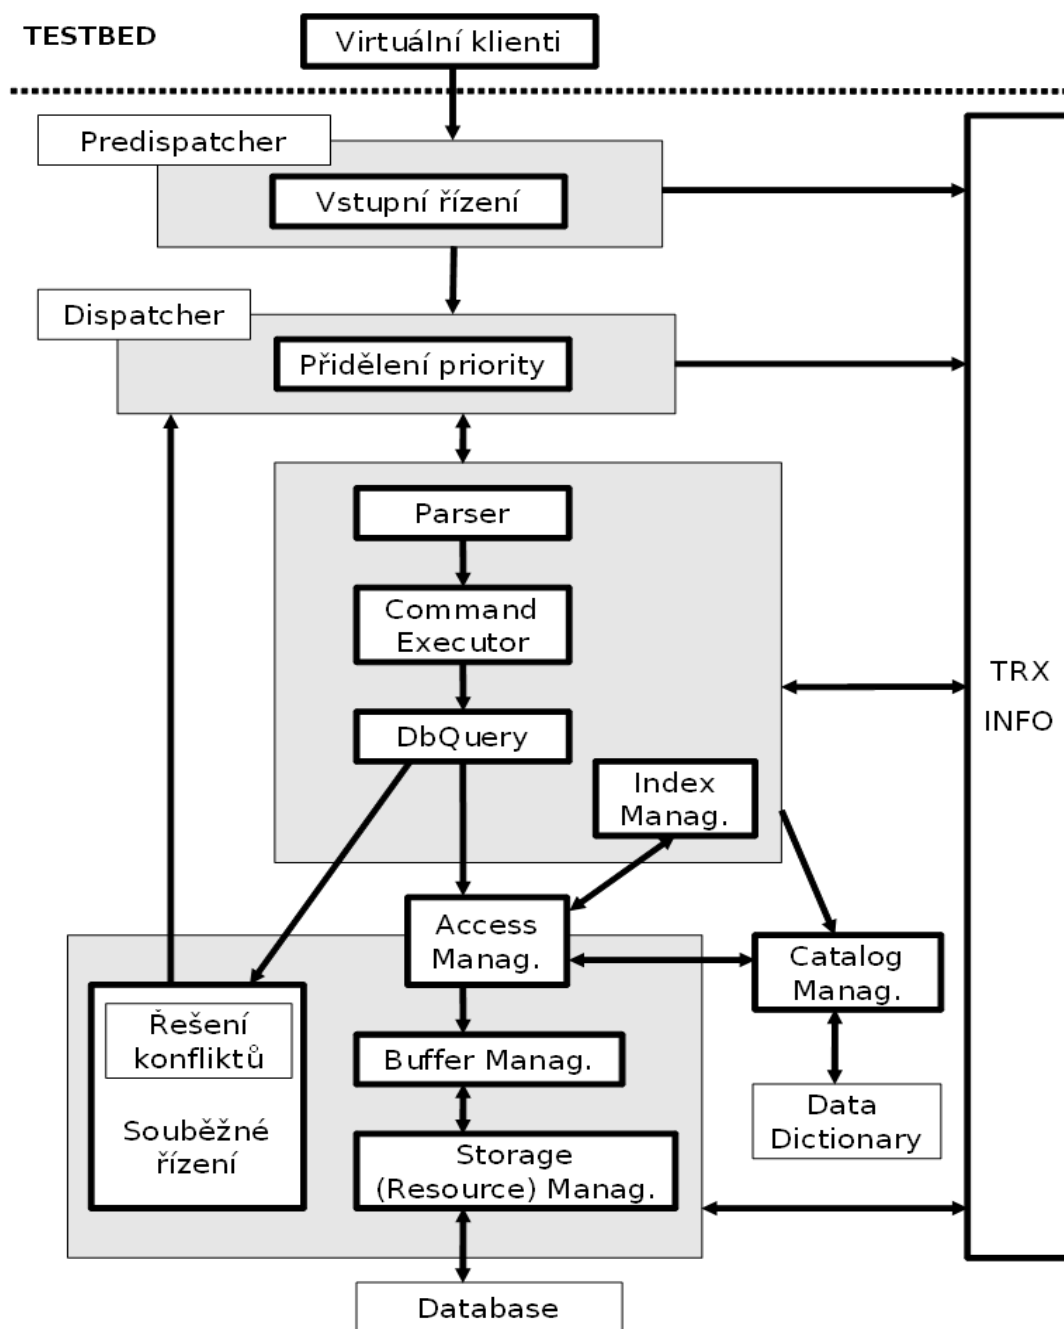 TESTBED
Virtuální klienti
Predispatcher
Vstupní řízení
Dispatcher
Přidělení priority
Parser
Command
Executor
DbQuery
Index
Manag.
TRX
INFO
Access
Manag.
Catalog
Manag.
Řešení
konfliktů
Souběžné
řízení
Buffer Manag.
Storage
(Resource) Manag.
Data
Dictionary
Database